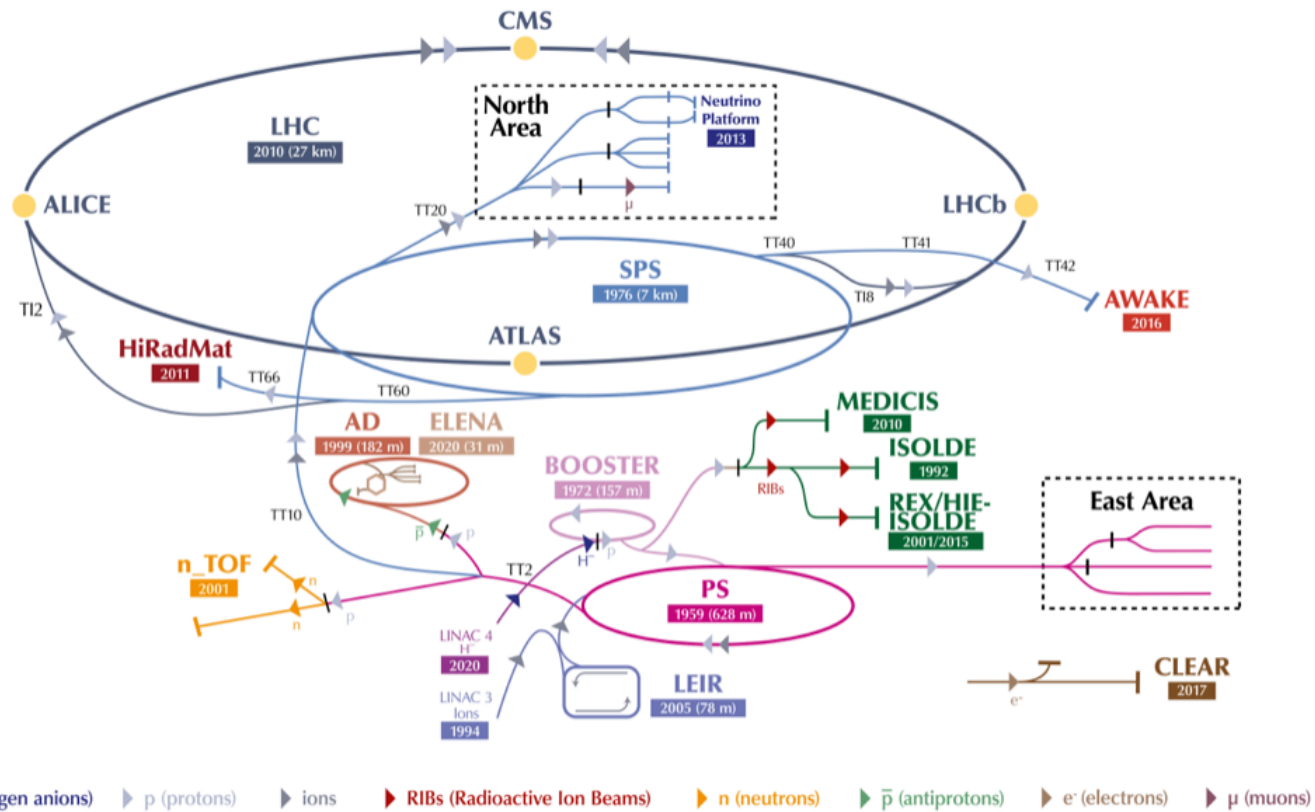 CMS
North
Area
Neutrino
Platform
2013
LHC
2010 (27 km)
μ
ALICE
LHCb
TT20
TT40
TT41
TT42
SPS
1976 (7 km)
TI8
TI2
AWAKE
2016
ATLAS
HiRadMat
2011
TT66
TT60
MEDICIS
2010
AD
1999 (182 m)
ELENA
2020 (31 m)
ISOLDE
1992
BOOSTER
1972 (157 m)
RIBs
REX/HIE-
ISOLDE
2001/2015
East Area
TT10
p̅
p
H⁻
p
n_TOF
2001
n
n
p
TT2
PS
1959 (628 m)
LINAC 4
H⁻
2020
LINAC 3
Ions
1994
LEIR
2005 (78 m)
CLEAR
2017
e⁻
gen anions)
p (protons)
ions
RIBs (Radioactive Ion Beams)
n (neutrons)
p̅ (antiprotons)
e⁻ (electrons)
μ (muons)